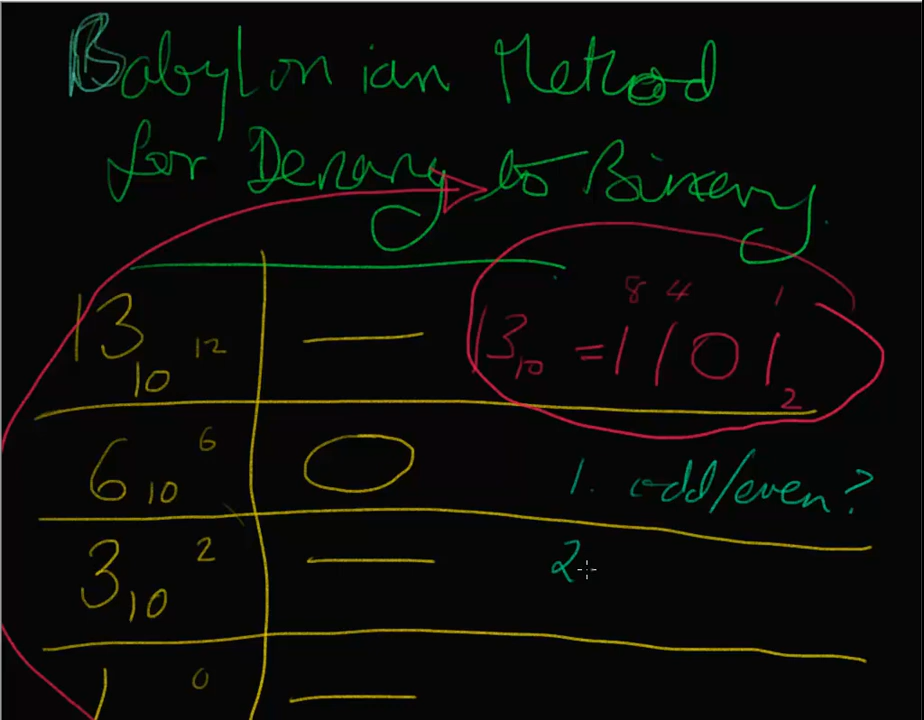 Babylonian Method
for Denary to Binary.
8 4 1
13₁₀ 12 — 13₁₀ = 1101₂
6₁₀ 6 0 1. odd/even?
3₁₀ 2 — 2.
1 0 —